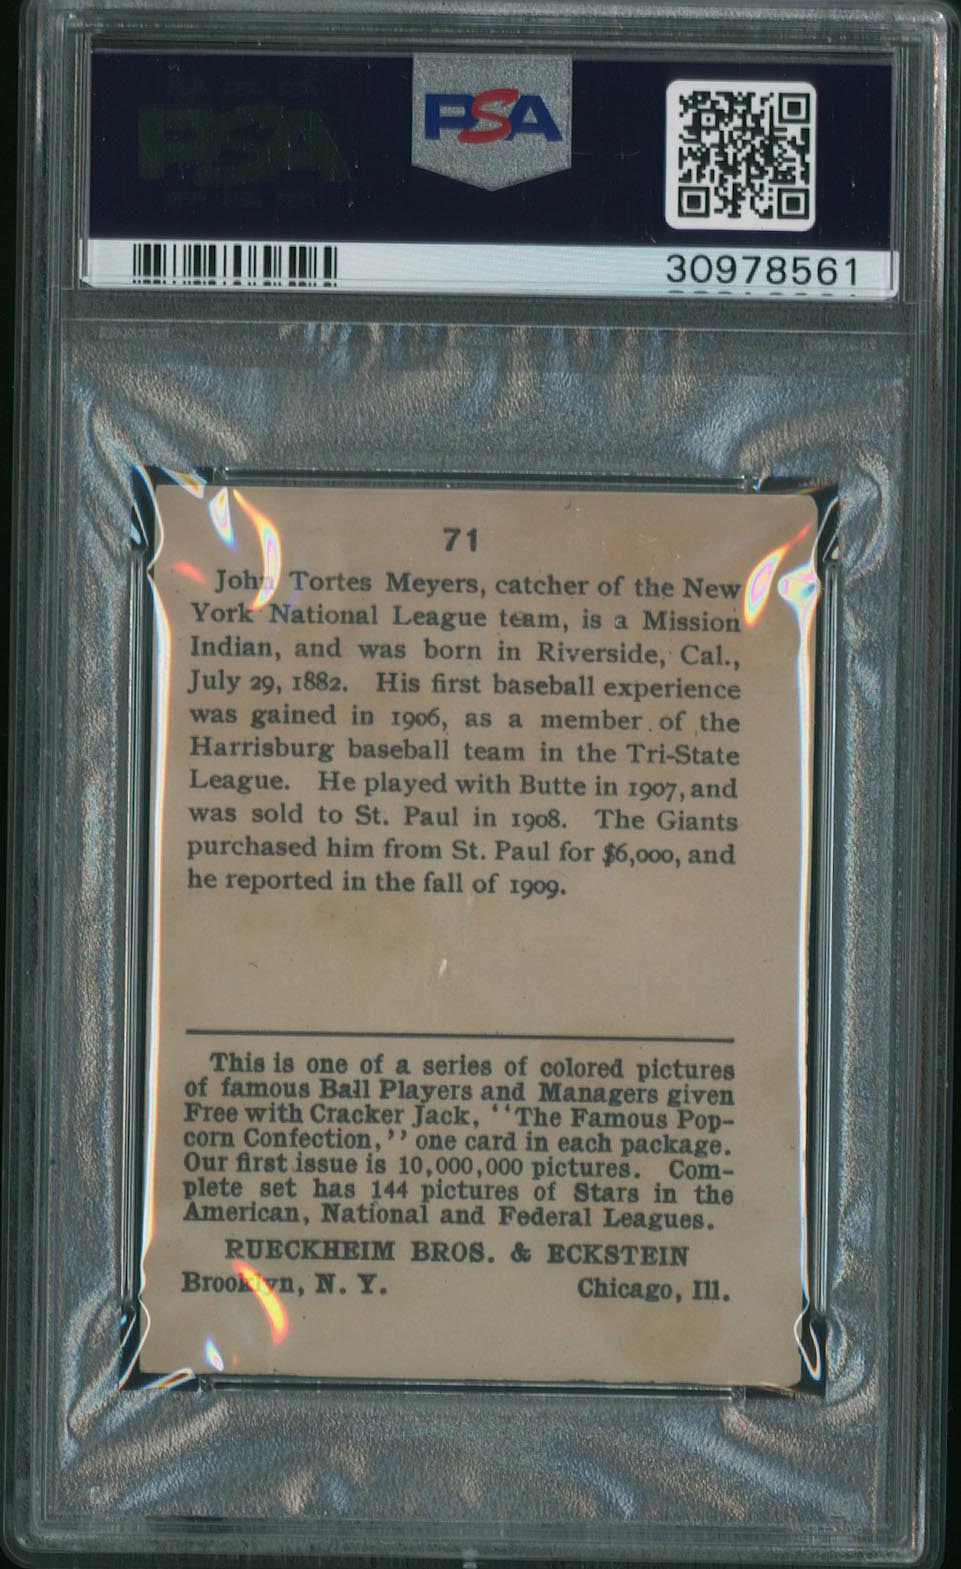 PSA
30978561
71
John Tortes Meyers, catcher of the New
York National League team, is a Mission
Indian, and was born in Riverside, Cal.,
July 29, 1882. His first baseball experience
was gained in 1906, as a member of the
Harrisburg baseball team in the Tri-State
League. He played with Butte in 1907, and
was sold to St. Paul in 1908. The Giants
purchased him from St. Paul for $6,000, and
he reported in the fall of 1909.
This is one of a series of colored pictures
of famous Ball Players and Managers given
Free with Cracker Jack, "The Famous Pop-
corn Confection," one card in each package.
Our first issue is 10,000,000 pictures. Com-
plete set has 144 pictures of Stars in the
American, National and Federal Leagues.
RUECKHEIM BROS. & ECKSTEIN
Brooklyn, N. Y. Chicago, Ill.